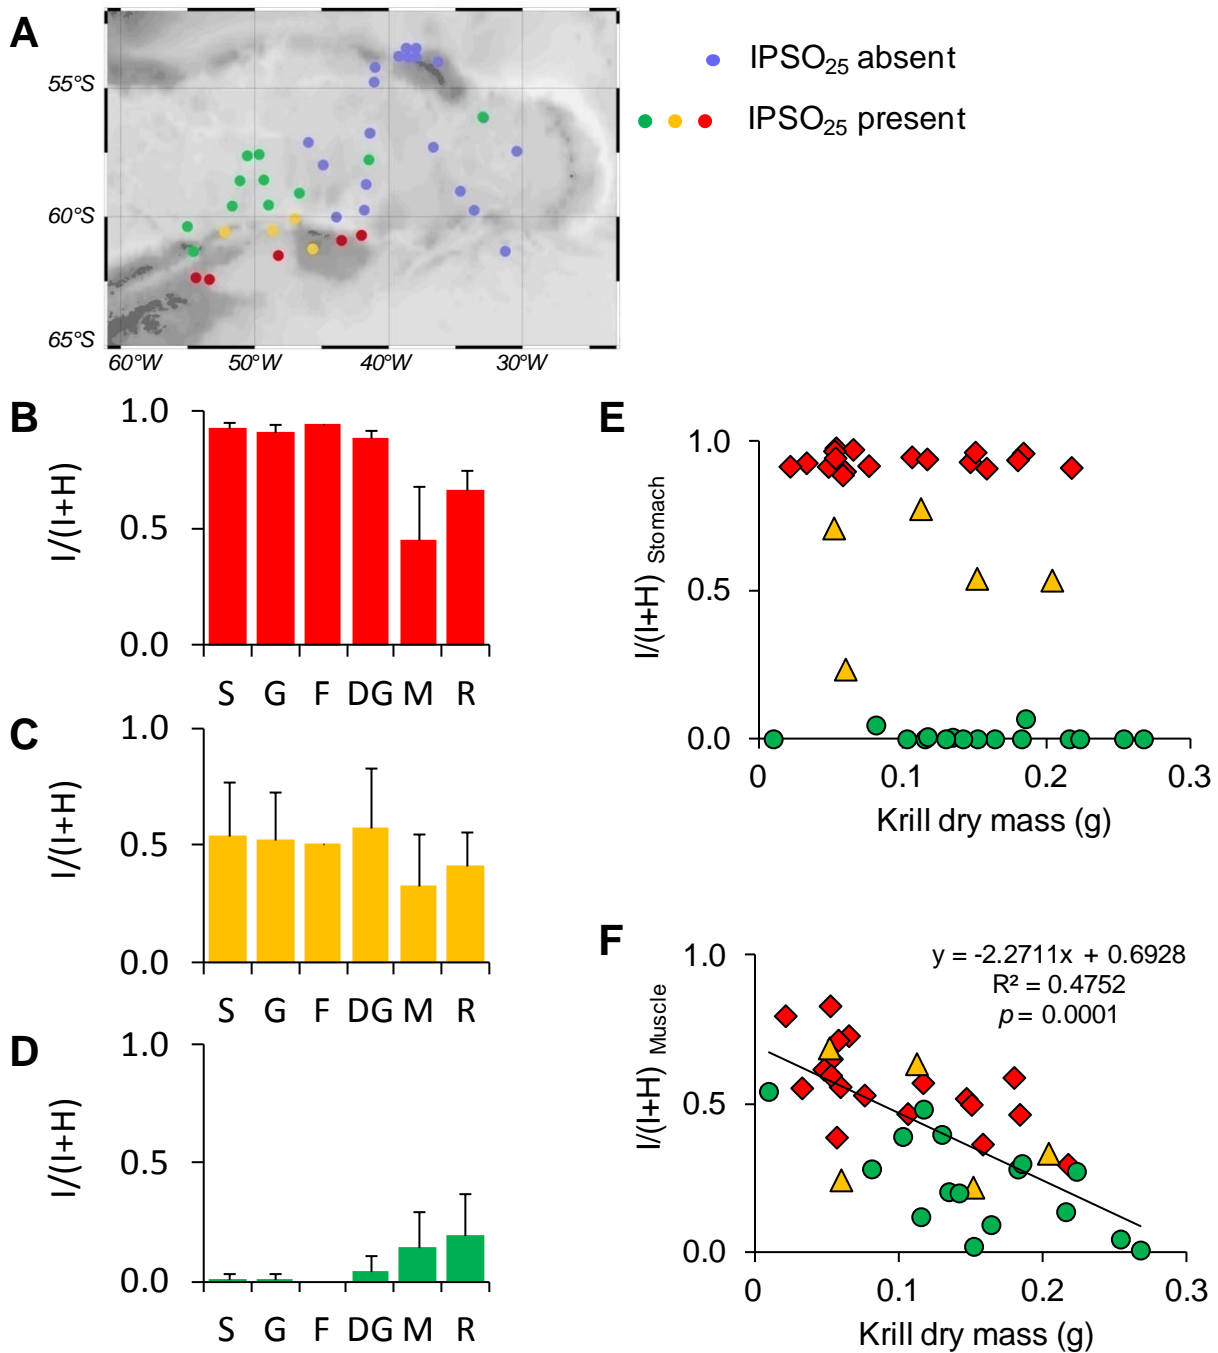 A
IPSO25 absent
IPSO25 present
55°S
60°S
65°S
60°W 50°W 40°W 30°W
B
1.0
0.5
0.0
I/(I+H)
S G F DG M R
C
1.0
0.5
0.0
I/(I+H)
S G F DG M R
D
1.0
0.5
0.0
I/(I+H)
S G F DG M R
E
1.0
0.5
0.0
I/(I+H) Stomach
0 0.1 0.2 0.3
Krill dry mass (g)
F
1.0
0.5
0.0
I/(I+H) Muscle
y = -2.2711x + 0.6928
R² = 0.4752
p = 0.0001
0 0.1 0.2 0.3
Krill dry mass (g)